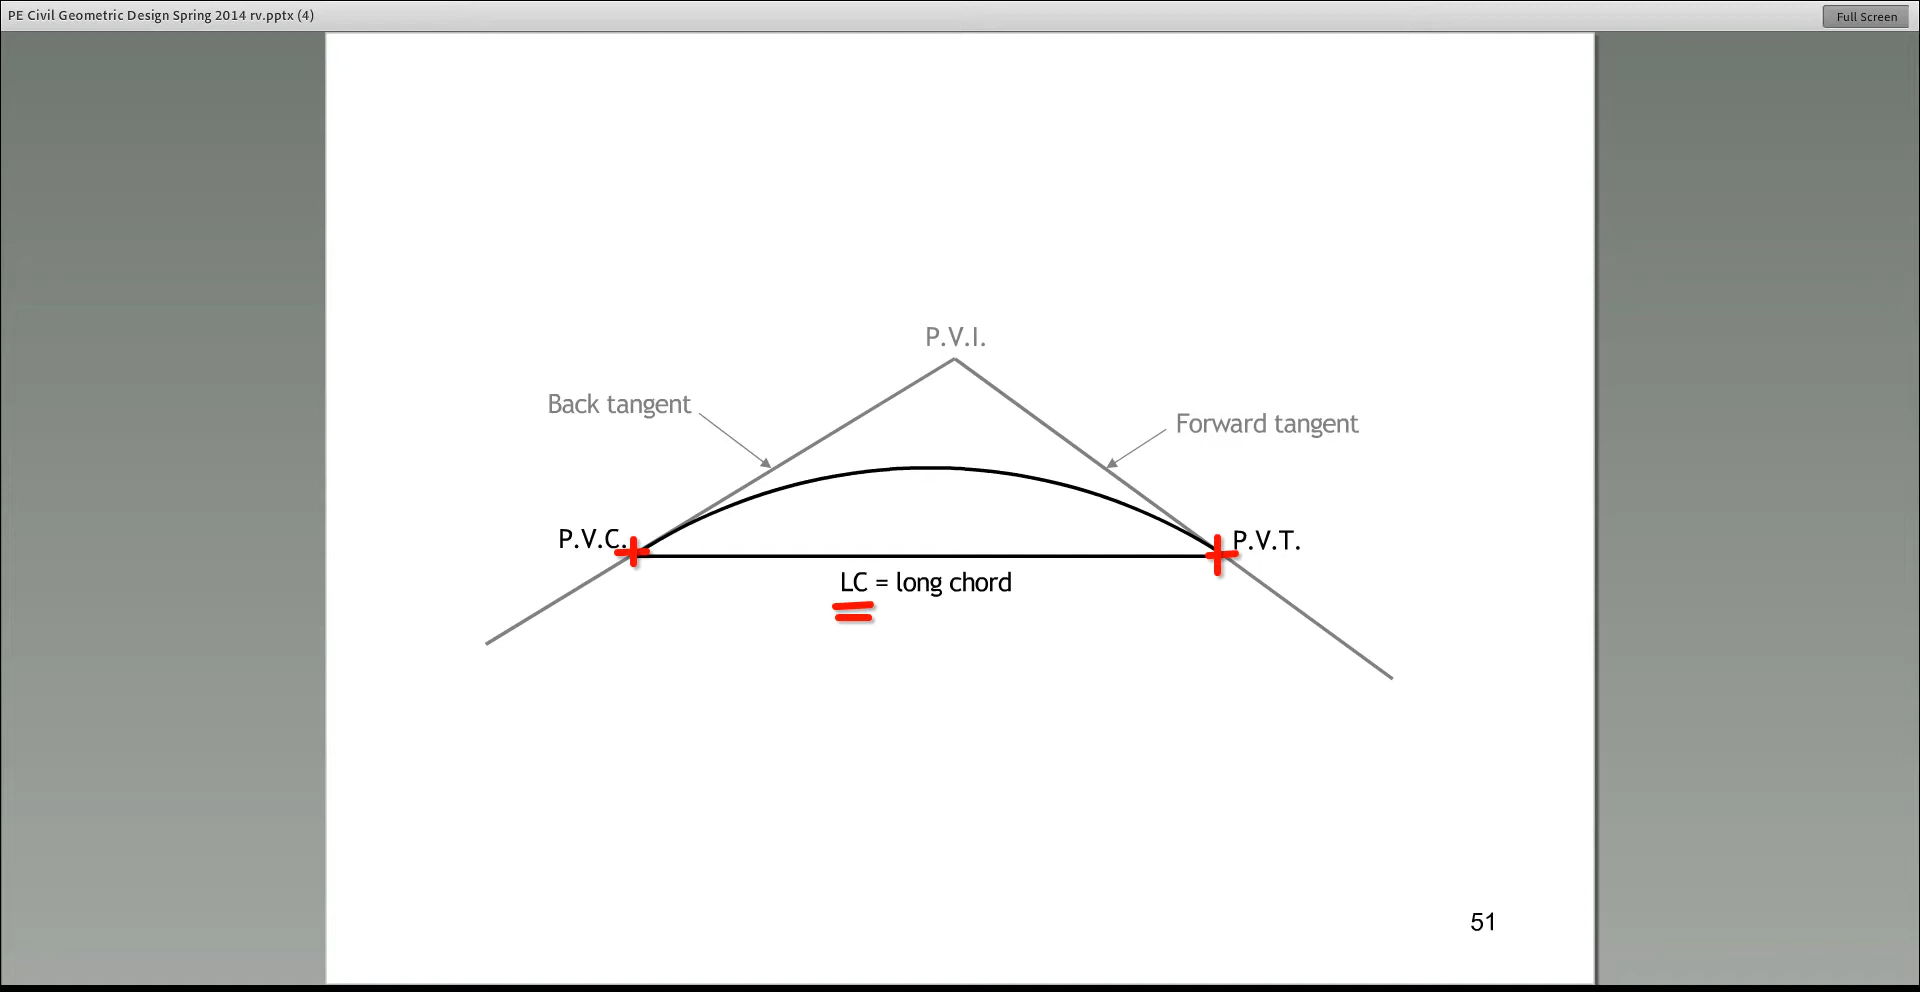 PE Civil Geometric Design Spring 2014 rv.pptx (4)
Full Screen
P.V.I.
Back tangent
Forward tangent
P.V.C.
P.V.T.
LC = long chord
51